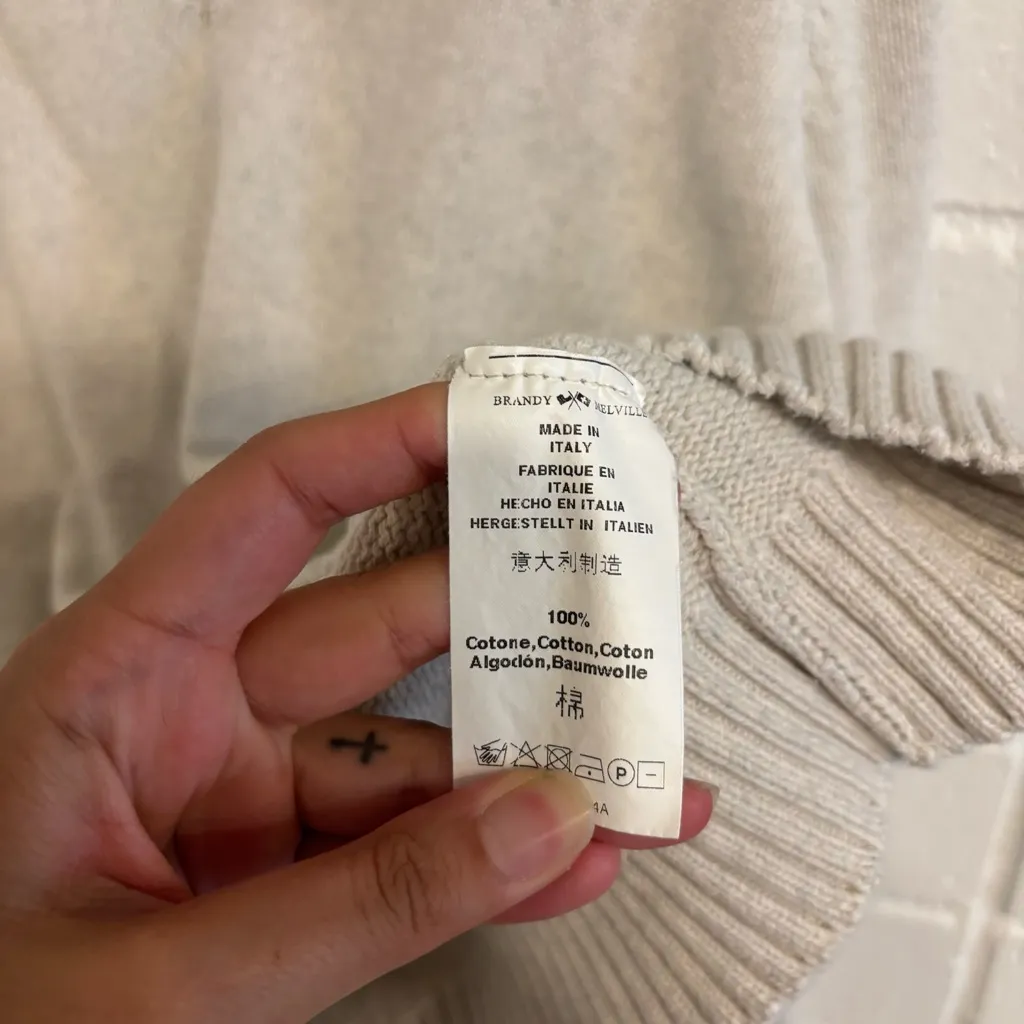 BRANDY MELVILLE
MADE IN
ITALY
FABRIQUE EN
ITALIE
HECHO EN ITALIA
HERGESTELLT IN ITALIEN
意大利制造
100%
Cotone,Cotton,Coton
Algodón,Baumwolle
棉
P
4A